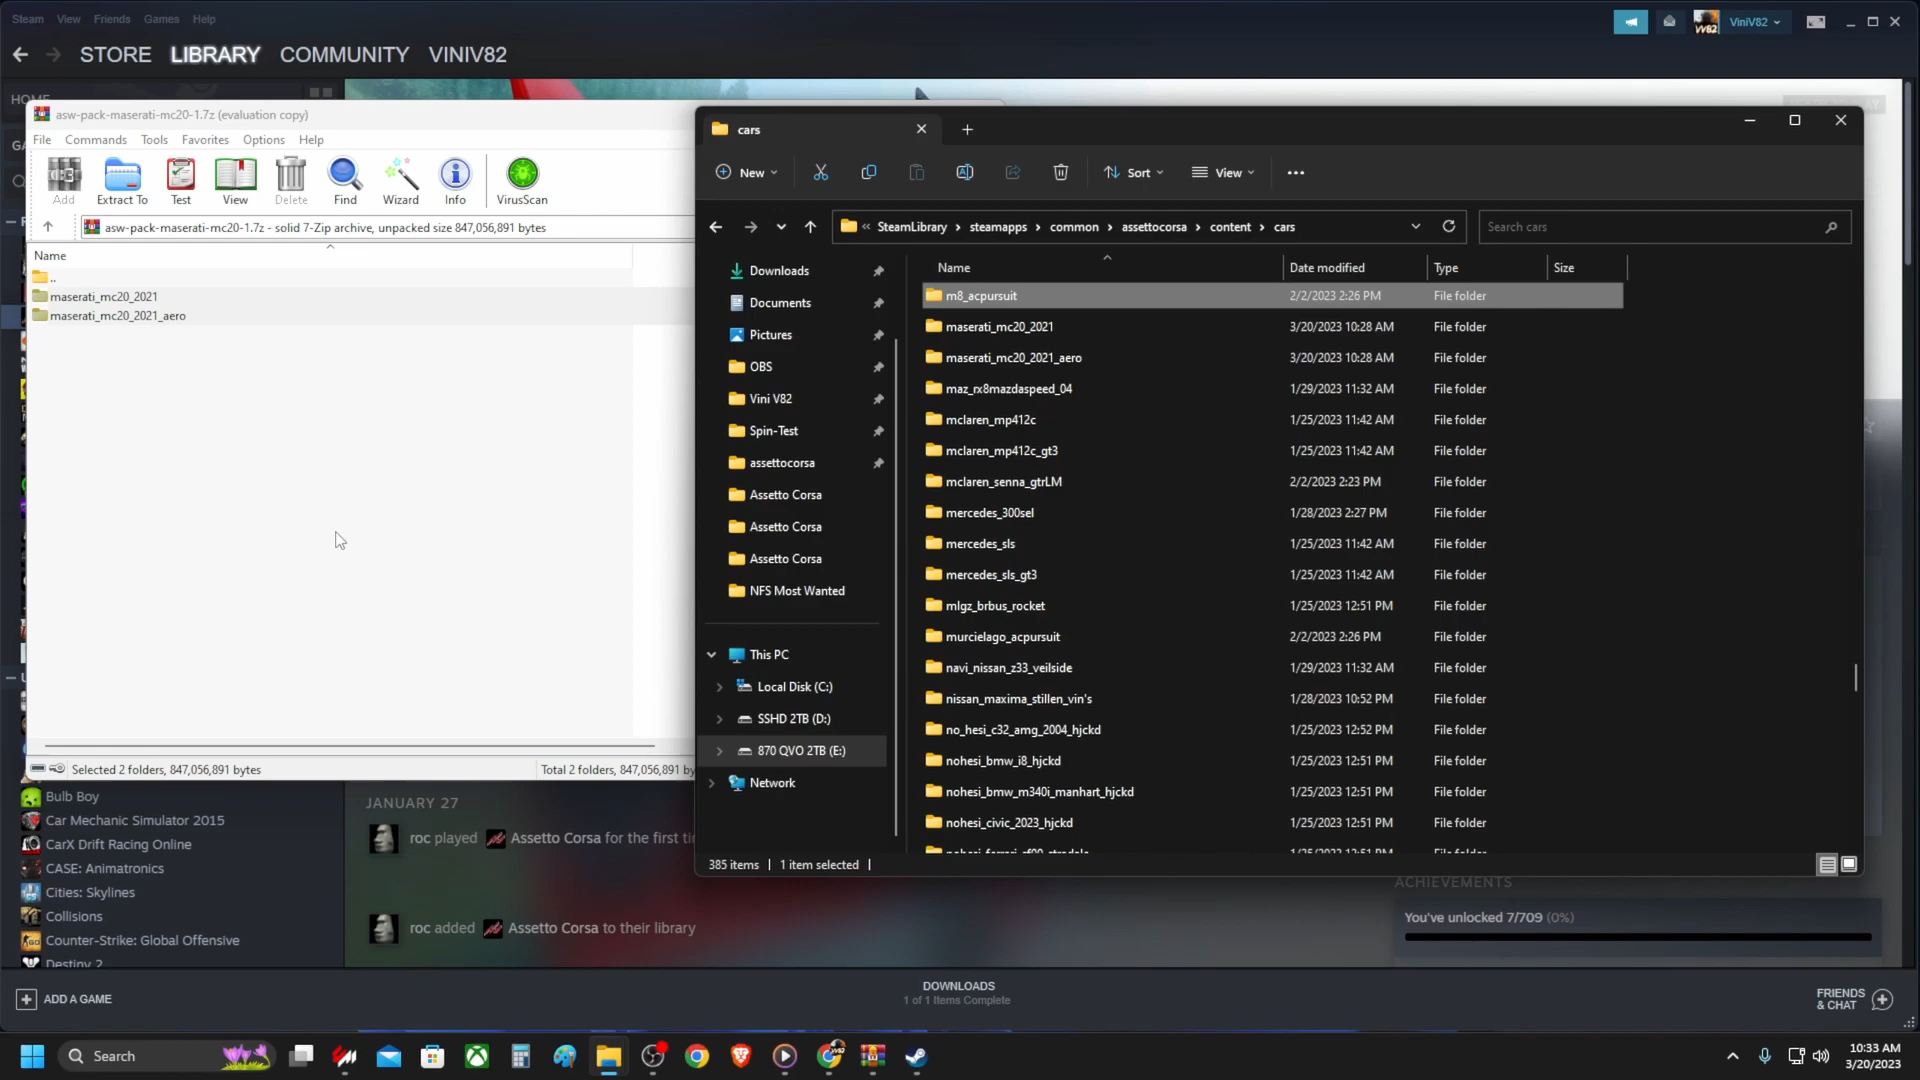 Steam View Friends Games Help
VV82
ViniV82
STORE LIBRARY COMMUNITY VINIV82
HOME
asw-pack-maserati-mc20-1.7z (evaluation copy)
File Commands Tools Favorites Options Help
Add Extract To Test View Delete Find Wizard Info VirusScan
asw-pack-maserati-mc20-1.7z - solid 7-Zip archive, unpacked size 847,056,891 bytes
Name
..
maserati_mc20_2021
maserati_mc20_2021_aero
Selected 2 folders, 847,056,891 bytes
Total 2 folders, 847,056,891 by
cars
New Sort View
« SteamLibrary › steamapps › common › assettocorsa › content › cars
Search cars
Downloads
Documents
Pictures
OBS
Vini V82
Spin-Test
assettocorsa
Assetto Corsa
Assetto Corsa
Assetto Corsa
NFS Most Wanted
This PC
Local Disk (C:)
SSHD 2TB (D:)
870 QVO 2TB (E:)
Network
Name Date modified Type Size
m8_acpursuit 2/2/2023 2:26 PM File folder
maserati_mc20_2021 3/20/2023 10:28 AM File folder
maserati_mc20_2021_aero 3/20/2023 10:28 AM File folder
maz_rx8mazdaspeed_04 1/29/2023 11:32 AM File folder
mclaren_mp412c 1/25/2023 11:42 AM File folder
mclaren_mp412c_gt3 1/25/2023 11:42 AM File folder
mclaren_senna_gtrLM 2/2/2023 2:23 PM File folder
mercedes_300sel 1/28/2023 2:27 PM File folder
mercedes_sls 1/25/2023 11:42 AM File folder
mercedes_sls_gt3 1/25/2023 11:42 AM File folder
mlgz_brbus_rocket 1/25/2023 12:51 PM File folder
murcielago_acpursuit 2/2/2023 2:26 PM File folder
navi_nissan_z33_veilside 1/29/2023 11:32 AM File folder
nissan_maxima_stillen_vin's 1/28/2023 10:52 PM File folder
no_hesi_c32_amg_2004_hjckd 1/25/2023 12:52 PM File folder
nohesi_bmw_i8_hjckd 1/25/2023 12:51 PM File folder
nohesi_bmw_m340i_manhart_hjckd 1/25/2023 12:51 PM File folder
nohesi_civic_2023_hjckd 1/25/2023 12:51 PM File folder
385 items 1 item selected
Bulb Boy
Car Mechanic Simulator 2015
CarX Drift Racing Online
CASE: Animatronics
Cities: Skylines
Collisions
Counter-Strike: Global Offensive
Destiny 2
JANUARY 27
roc played Assetto Corsa for the first ti
roc added Assetto Corsa to their library
ACHIEVEMENTS
You've unlocked 7/709 (0%)
ADD A GAME
DOWNLOADS
1 of 1 Items Complete
FRIENDS
& CHAT
Search
10:33 AM
3/20/2023